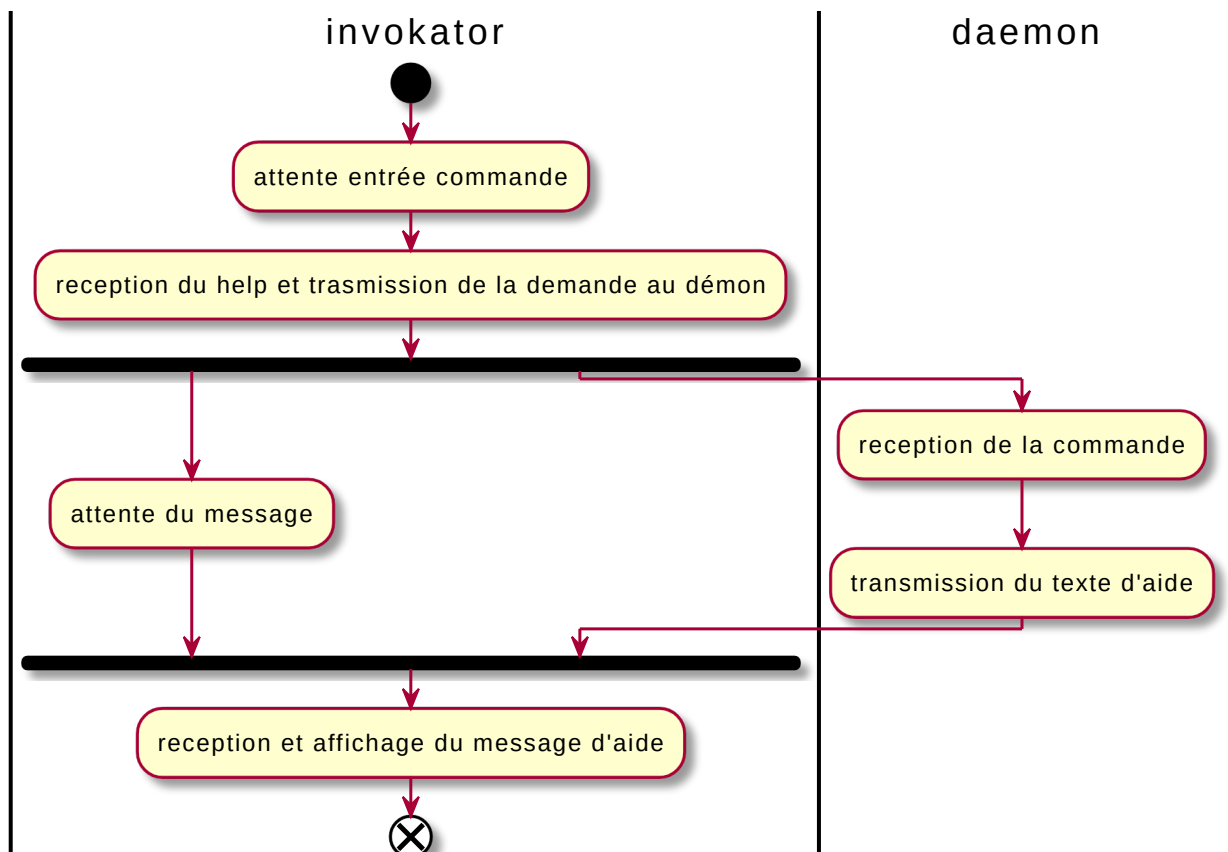 invokator
daemon
attente entrée commande
reception du help et trasmission de la demande au démon
reception de la commande
attente du message
transmission du texte d'aide
reception et affichage du message d'aide